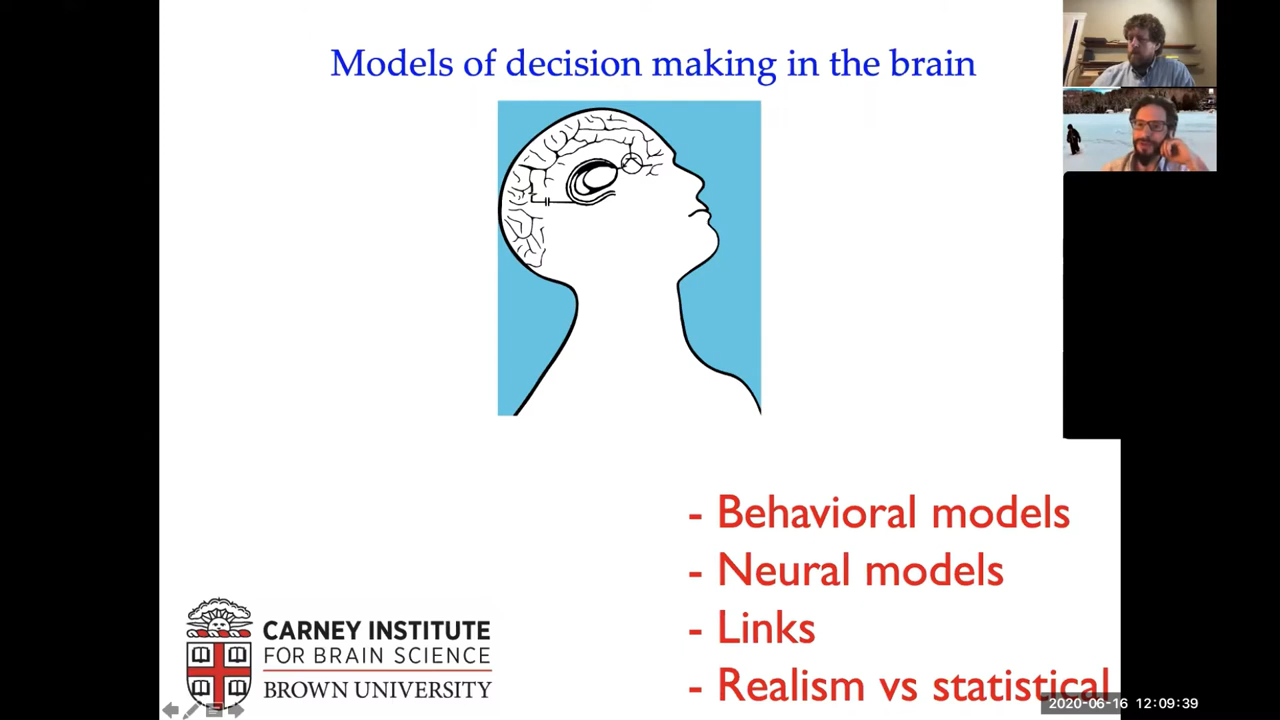 Models of decision making in the brain
- Behavioral models
- Neural models
- Links
- Realism vs statistical
CARNEY INSTITUTE
FOR BRAIN SCIENCE
BROWN UNIVERSITY
2020-06-16 12:09:39